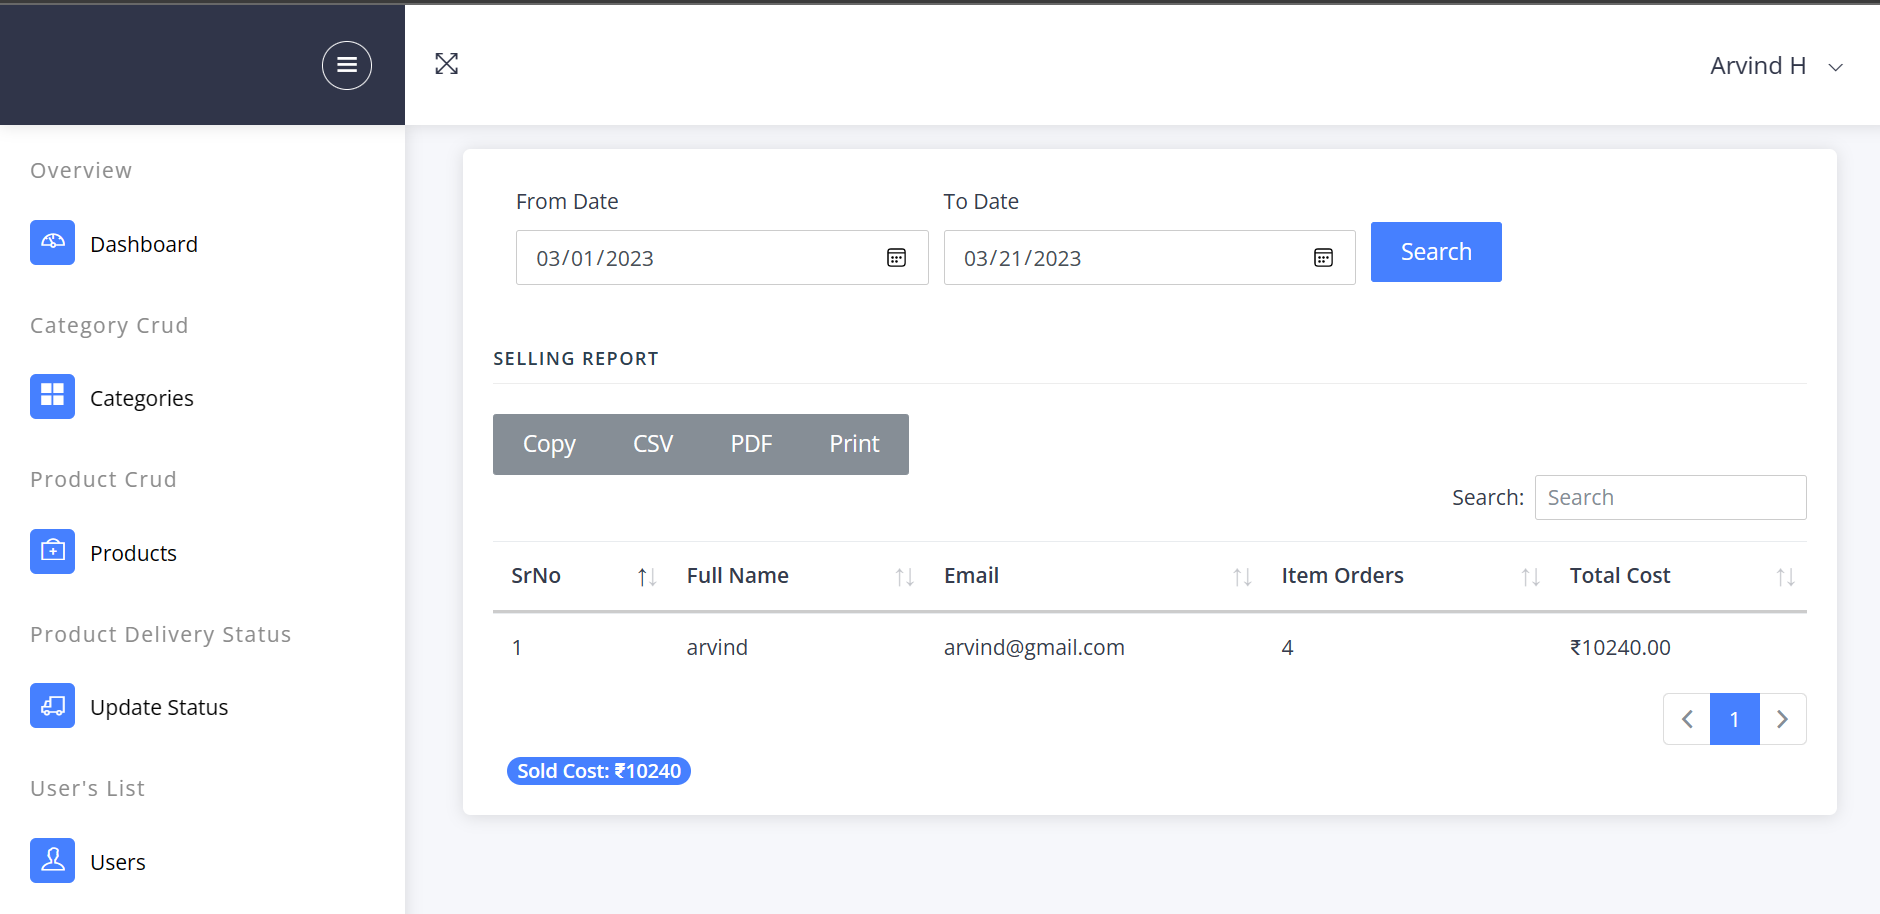 Arvind H
Overview
Dashboard
Category Crud
Categories
Product Crud
Products
Product Delivery Status
Update Status
User's List
Users
From Date To Date
03/01/2023 03/21/2023 Search
SELLING REPORT
Copy CSV PDF Print
Search: Search
SrNo Full Name Email Item Orders Total Cost
1 arvind arvind@gmail.com 4 ₹10240.00
1
Sold Cost: ₹10240